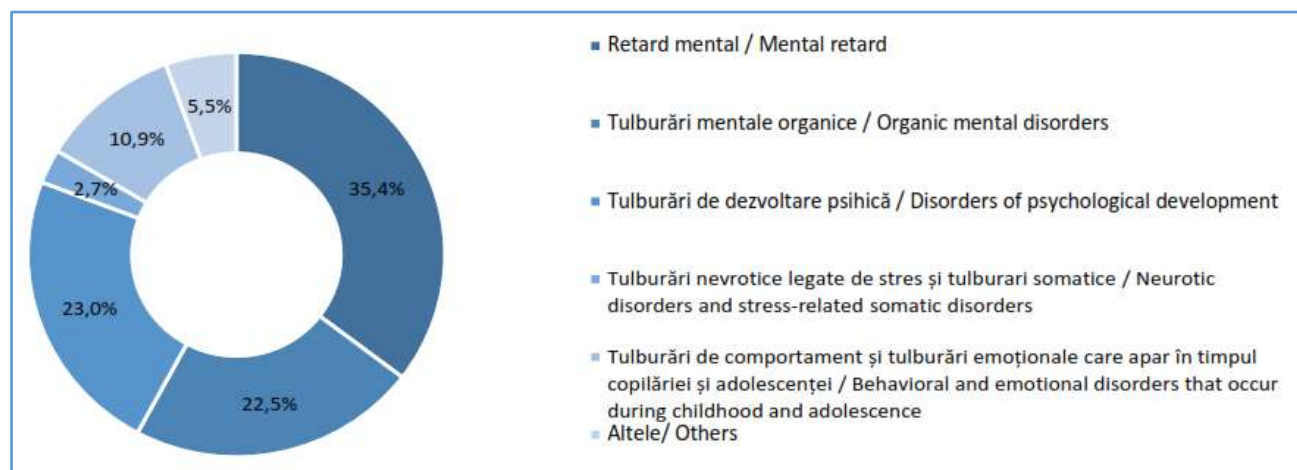 Retard mental / Mental retard
Tulburări mentale organice / Organic mental disorders
Tulburări de dezvoltare psihică / Disorders of psychological development
Tulburări nevrotice legate de stres și tulburari somatice / Neurotic
disorders and stress-related somatic disorders
Tulburări de comportament și tulburări emoționale care apar în timpul
copilăriei și adolescenței / Behavioral and emotional disorders that occur
during childhood and adolescence
Altele/ Others
35,4%
22,5%
23,0%
2,7%
10,9%
5,5%